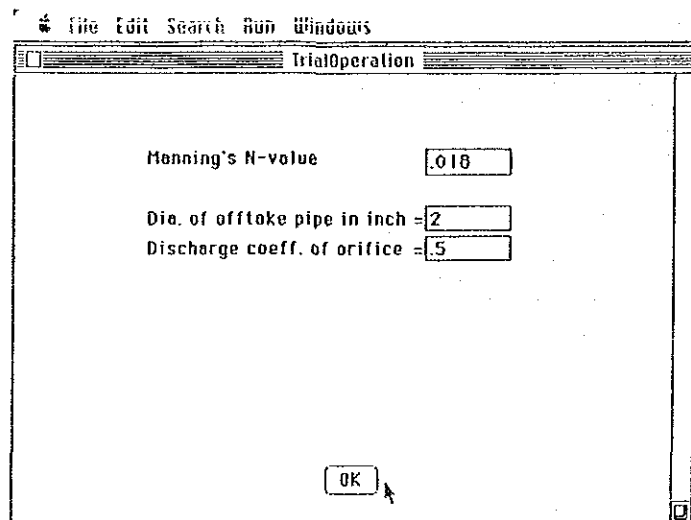 File Edit Search Run Windows
TrialOperation
Manning's N-value .018
Dia. of offtake pipe in inch = 2
Discharge coeff. of orifice = .5
OK